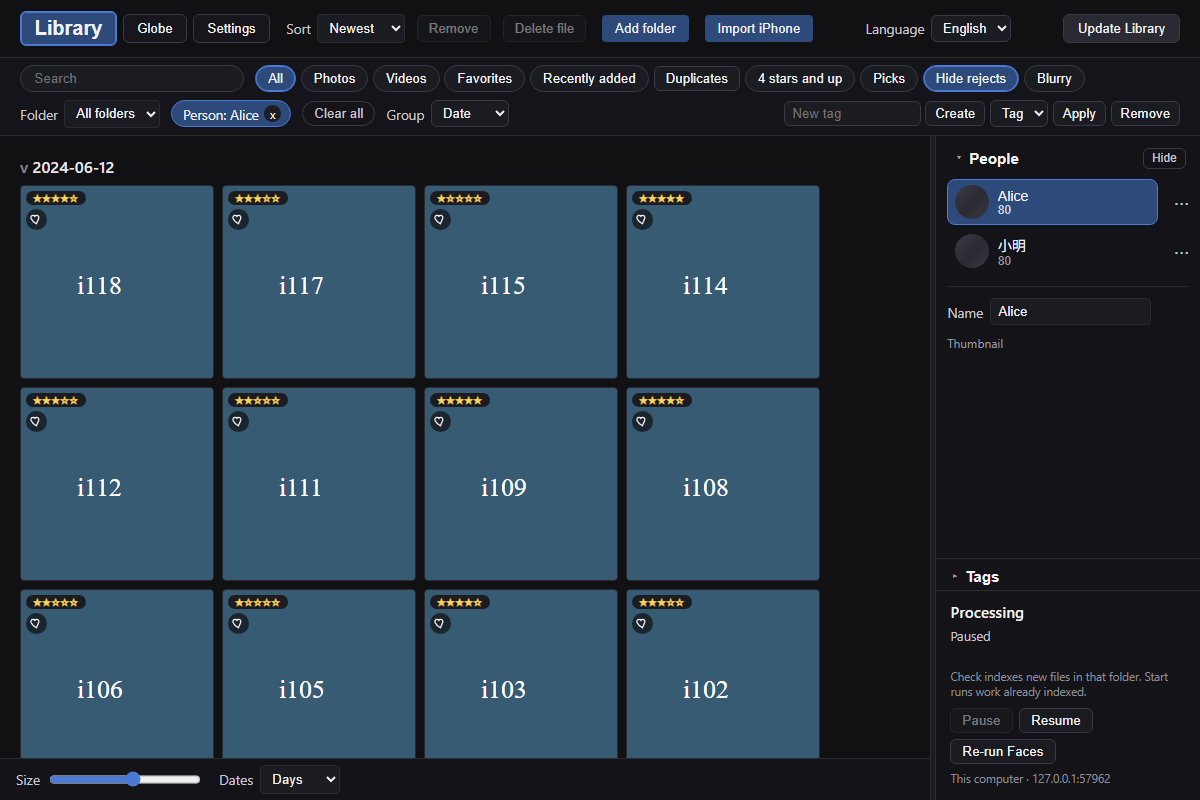 Library Globe Settings Sort Newest Remove Delete file Add folder Import iPhone Language English Update Library
Search All Photos Videos Favorites Recently added Duplicates 4 stars and up Picks Hide rejects Blurry
Folder All folders Person: Alice x Clear all Group Date New tag Create Tag Apply Remove
v 2024-06-12
★★★★☆ ★★★☆☆ ★☆☆☆☆ ★★★★★
i118 i117 i115 i114
★★★☆☆ ★★☆☆☆ ★★★★★ ★★★★☆
i112 i111 i109 i108
★★☆☆☆ ★☆☆☆☆ ★★★★☆ ★★★☆☆
i106 i105 i103 i102
Size Dates Days
People Hide
Alice ...
80
小明 ...
80
Name Alice
Thumbnail
Tags
Processing
Paused
Check indexes new files in that folder. Start
runs work already indexed.
Pause Resume
Re-run Faces
This computer · 127.0.0.1:57962